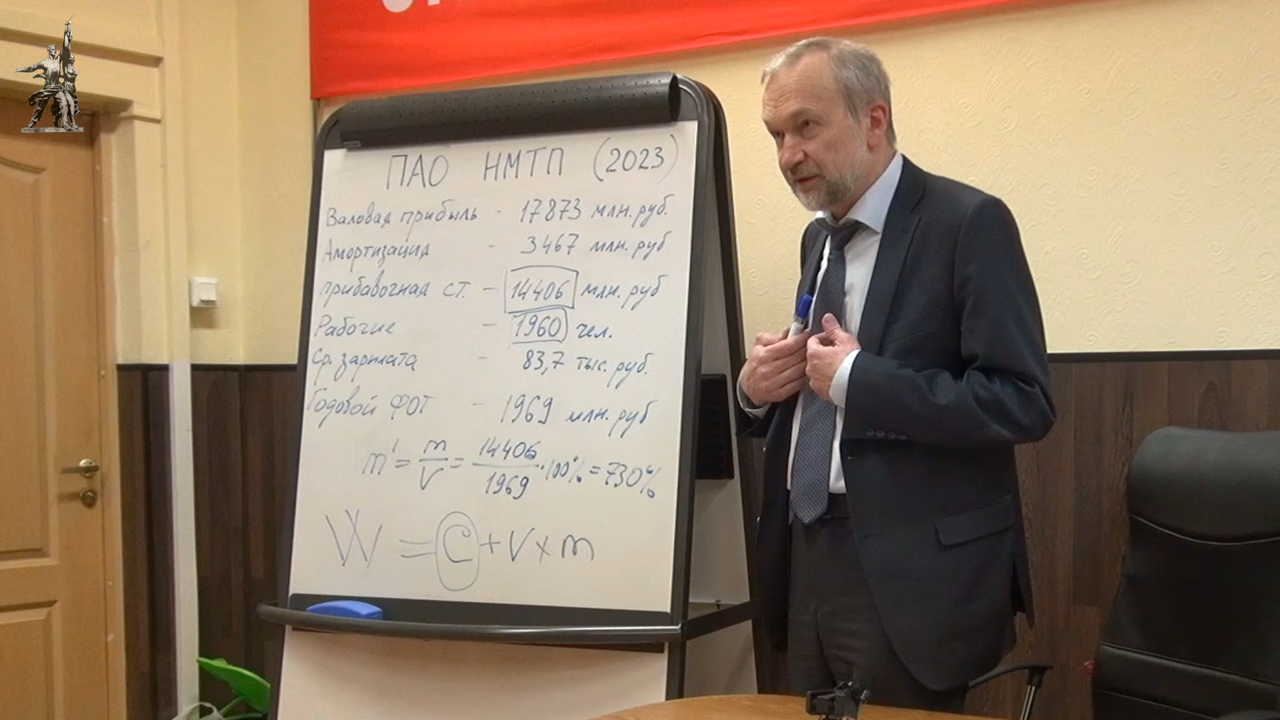 ПАО НМТП (2023)
Валовая прибыль - 17873 млн. руб.
Амортизация - 3467 млн. руб
прибавочная ст. - 14406 млн. руб
Рабочие - 1960 чел.
Ср. зарплата - 83,7 тыс. руб.
Годовой ФОТ - 1969 млн. руб
m' = m/v = 14406/1969 · 100% = 730%
W = C + v + m